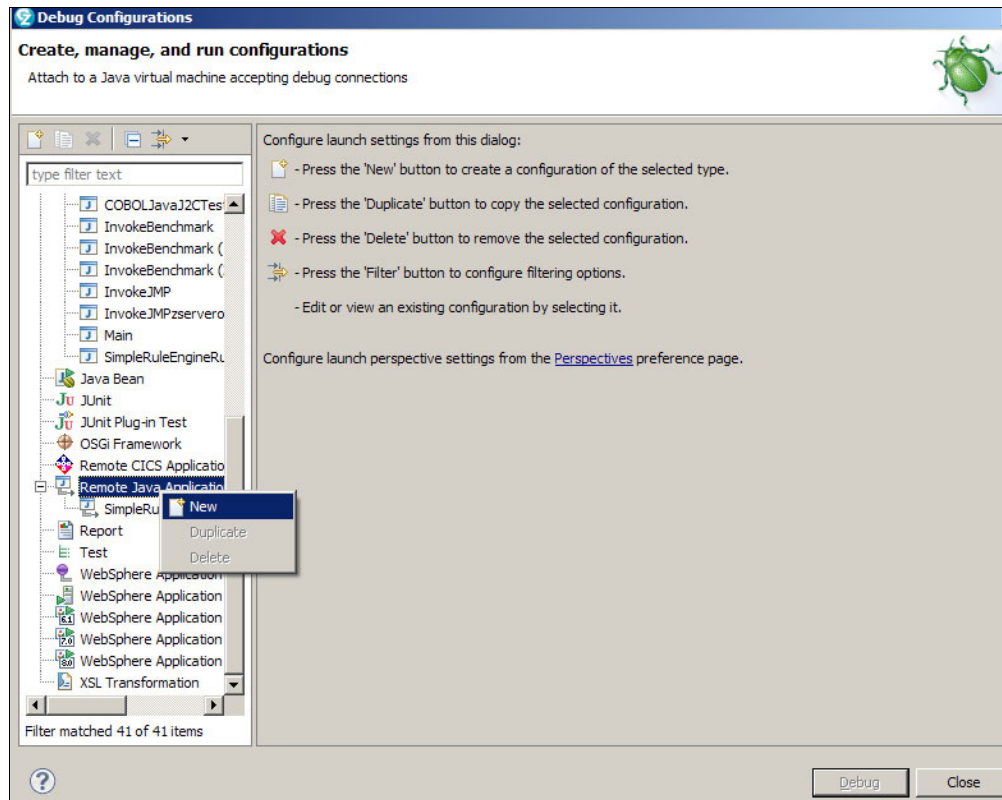 Debug Configurations
Create, manage, and run configurations
Attach to a Java virtual machine accepting debug connections
type filter text
COBOLJavaJ2CTes
InvokeBenchmark
InvokeBenchmark (
InvokeBenchmark (
InvokeJMP
InvokeJMPzservero
Main
SimpleRuleEngineRu
Java Bean
JUnit
JUnit Plug-in Test
OSGi Framework
Remote CICS Applicatio
Remote Java Applicatio
SimpleRu
Report
Test
WebSphere Application
WebSphere Application
WebSphere Application
WebSphere Application
WebSphere Application
XSL Transformation
Filter matched 41 of 41 items
New
Duplicate
Delete
Configure launch settings from this dialog:
- Press the 'New' button to create a configuration of the selected type.
- Press the 'Duplicate' button to copy the selected configuration.
- Press the 'Delete' button to remove the selected configuration.
- Press the 'Filter' button to configure filtering options.
- Edit or view an existing configuration by selecting it.
Configure launch perspective settings from the Perspectives preference page.
Debug
Close